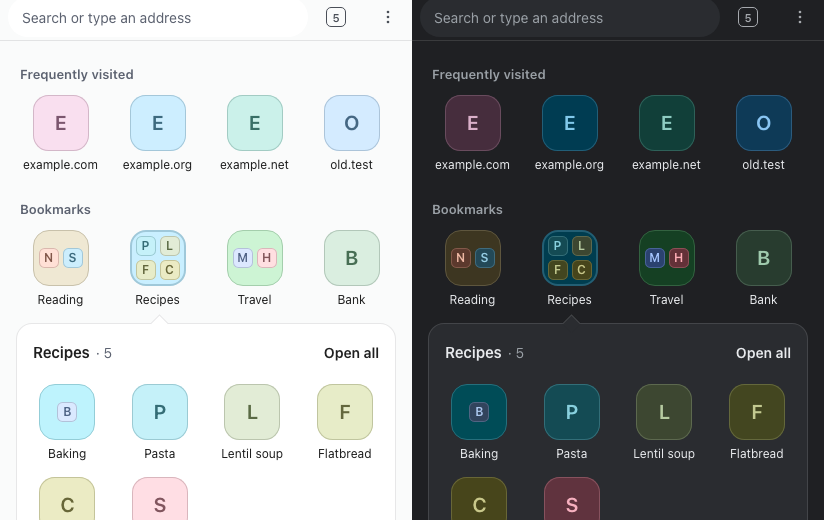 Search or type an address 5
Frequently visited
E E E O
example.com example.org example.net old.test
Bookmarks
N S P L F C M H B
Reading Recipes Travel Bank
Recipes · 5 Open all
B P L F
Baking Pasta Lentil soup Flatbread
C S
Search or type an address 5
Frequently visited
E E E O
example.com example.org example.net old.test
Bookmarks
N S P L F C M H B
Reading Recipes Travel Bank
Recipes · 5 Open all
B P L F
Baking Pasta Lentil soup Flatbread
C S